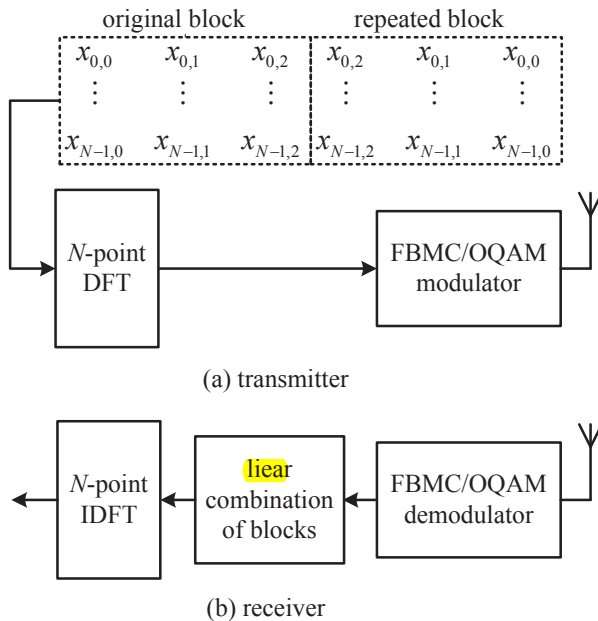 original block repeated block
x0,0 x0,1 x0,2 x0,2 x0,1 x0,0
⋮ ⋮ ⋮ ⋮ ⋮ ⋮
xN−1,0 xN−1,1 xN−1,2 xN−1,2 xN−1,1 xN−1,0
N-point
DFT
FBMC/OQAM
modulator
(a) transmitter
N-point
IDFT
liear
combination
of blocks
FBMC/OQAM
demodulator
(b) receiver